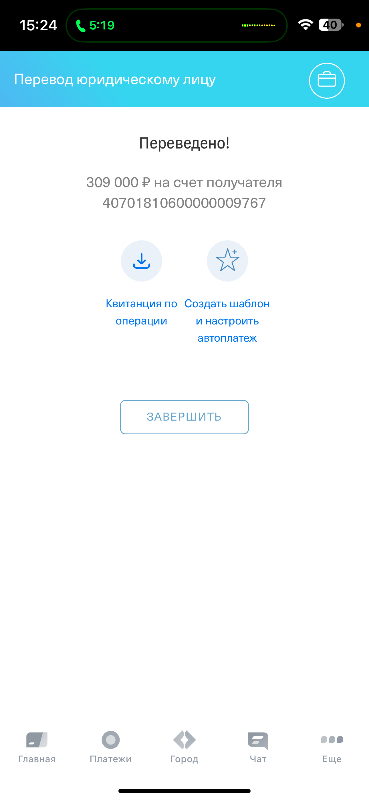 15:24
5:19
40
Перевод юридическому лицу
Переведено!
309 000 ₽ на счет получателя
40701810600000009767
Квитанция по
операции
Создать шаблон
и настроить
автоплатеж
ЗАВЕРШИТЬ
Главная
Платежи
Город
Чат
Еще